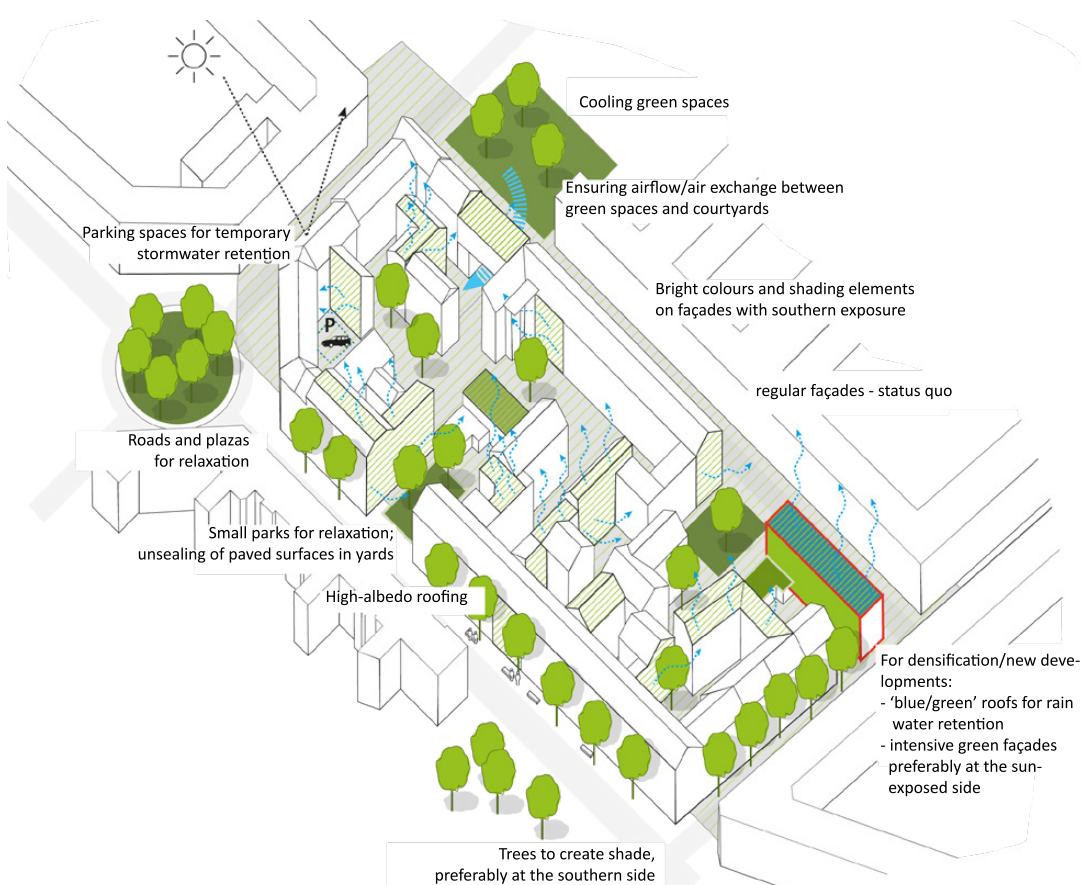 Cooling green spaces
Ensuring airflow/air exchange between
green spaces and courtyards
Parking spaces for temporary
stormwater retention
Bright colours and shading elements
on façades with southern exposure
P
regular façades - status quo
Roads and plazas
for relaxation
Small parks for relaxation;
unsealing of paved surfaces in yards
High-albedo roofing
For densification/new deve-
lopments:
- ‘blue/green’ roofs for rain
water retention
- intensive green façades
preferably at the sun-
exposed side
Trees to create shade,
preferably at the southern side